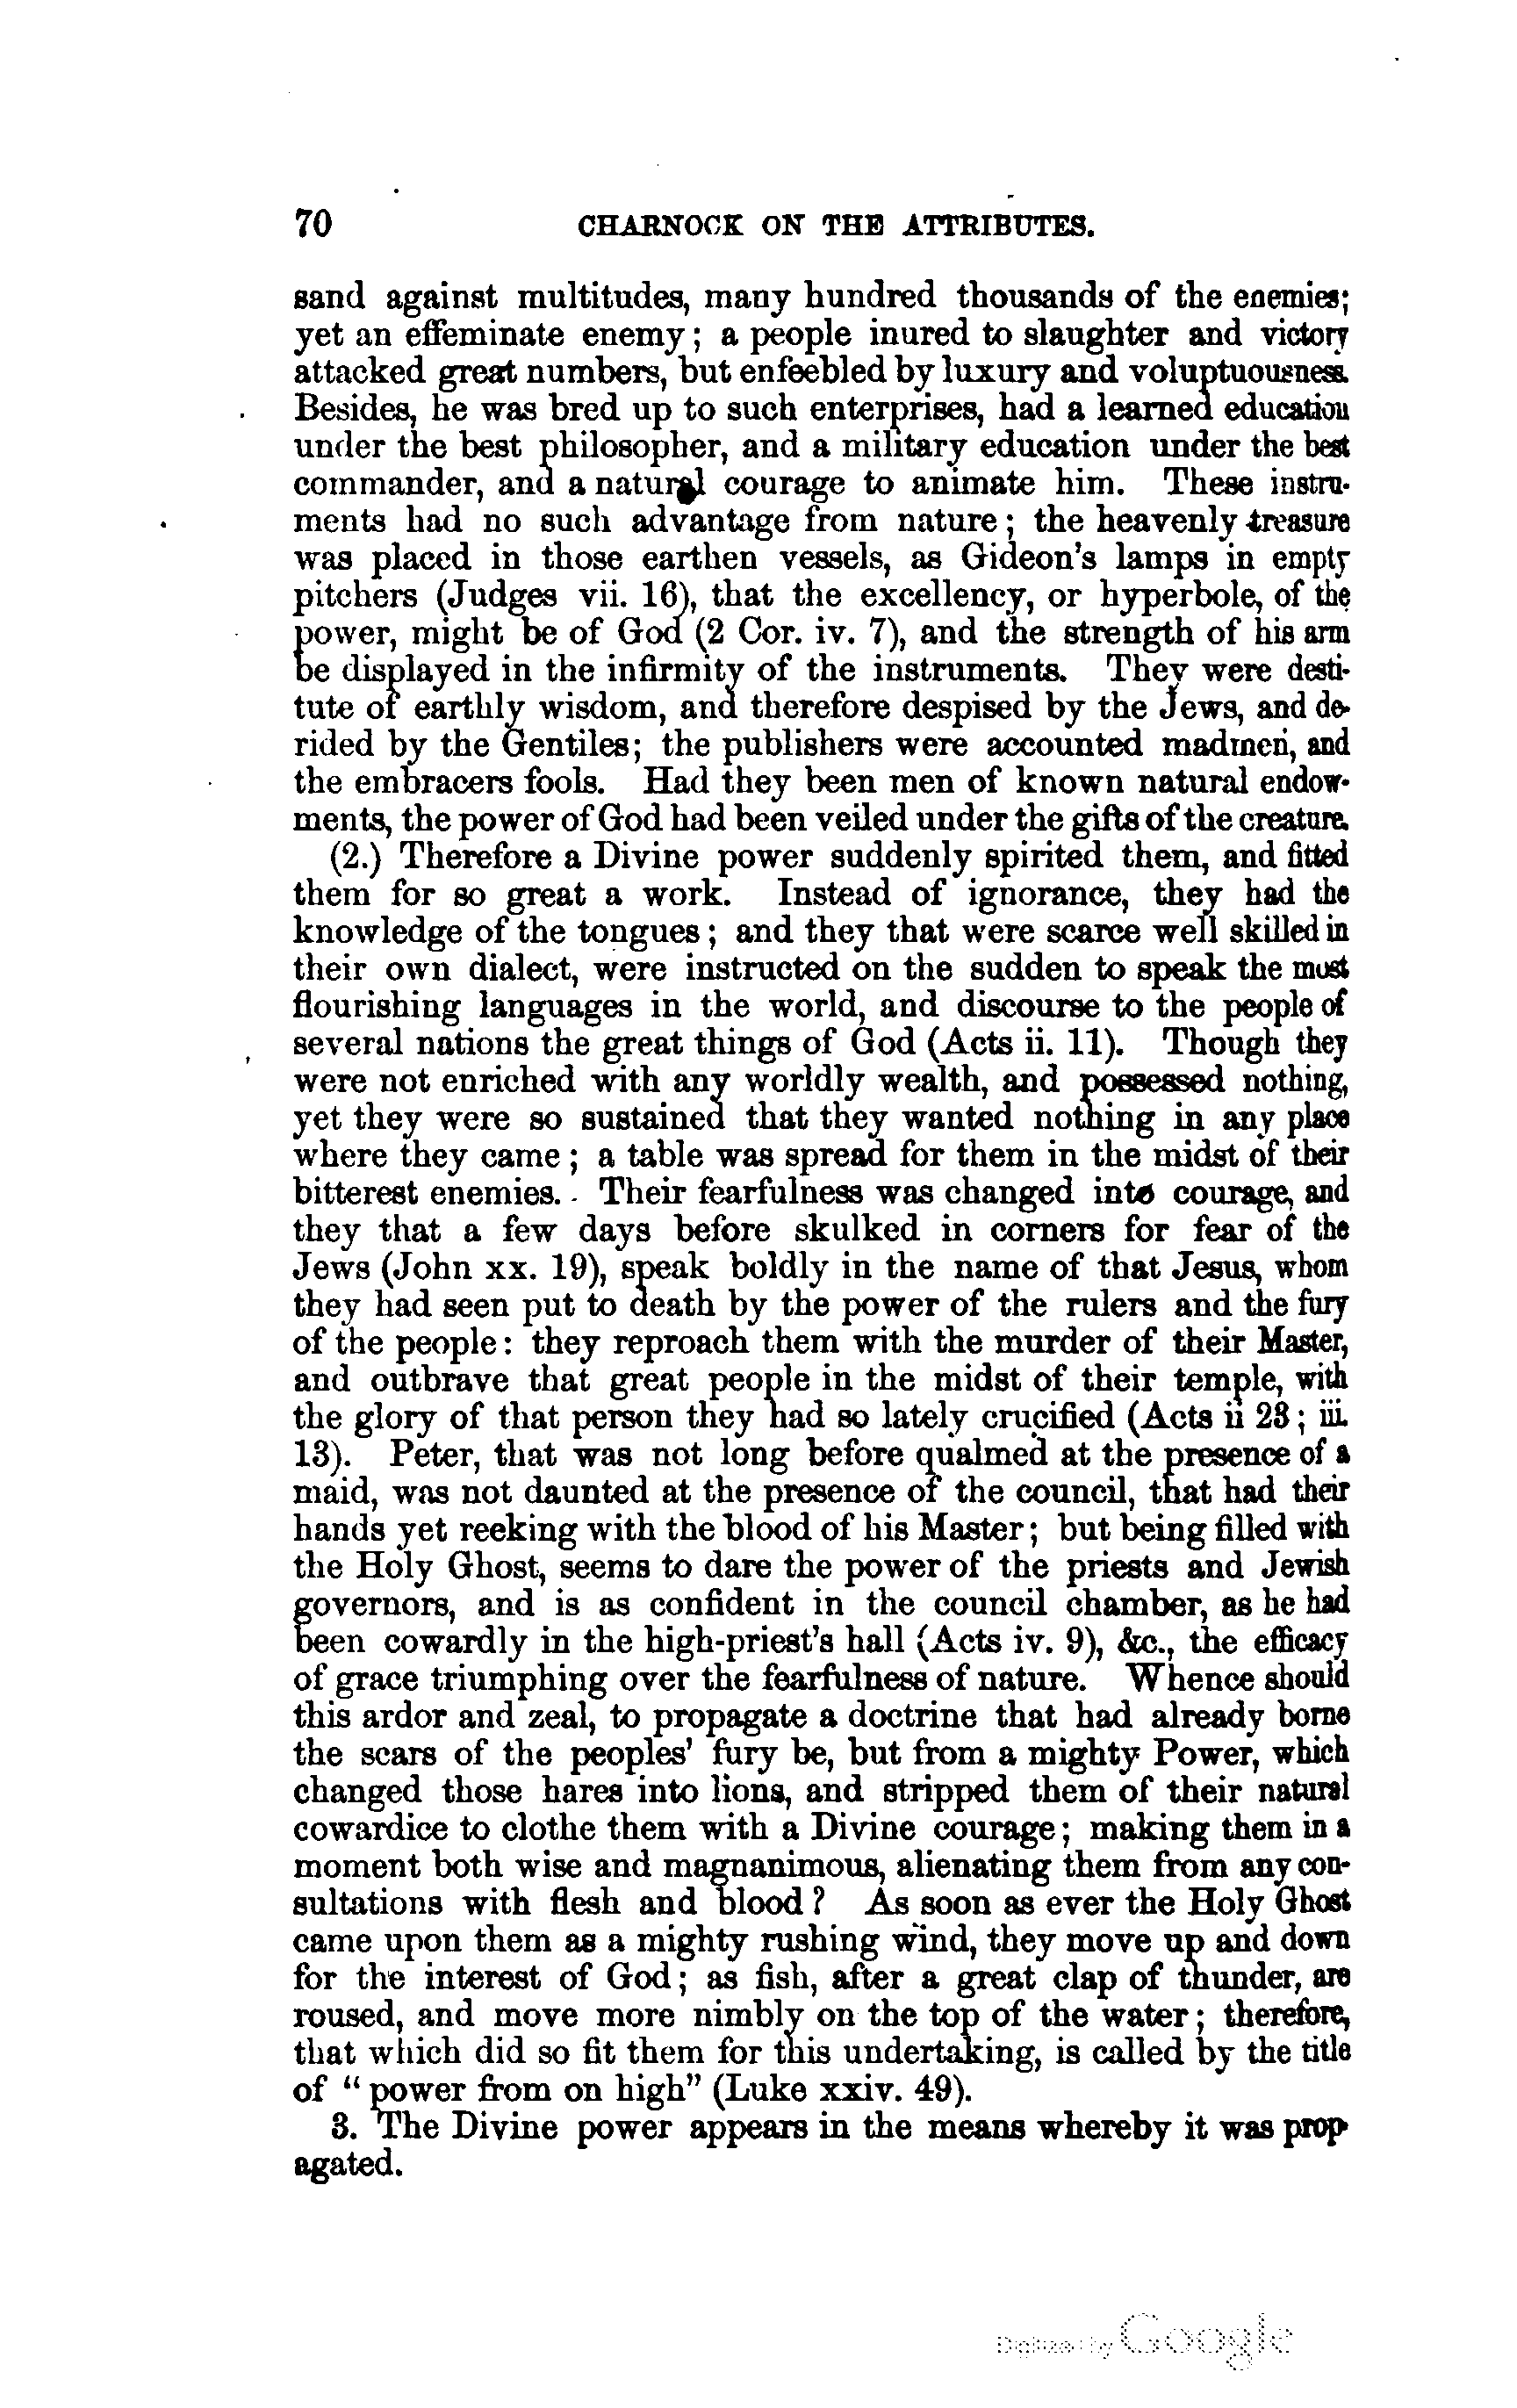 70 CHARNOCK ON THE ATTRIBUTES.
sand against multitudes, many hundred thousands of the enemies;
yet an effeminate enemy; a people inured to slaughter and victory
attacked great numbers, but enfeebled by luxury and voluptuousness.
Besides, he was bred up to such enterprises, had a learned education
under the best philosopher, and a military education under the best
commander, and a natural courage to animate him. These instru-
ments had no such advantage from nature; the heavenly treasure
was placed in those earthen vessels, as Gideon's lamps in empty
pitchers (Judges vii. 16), that the excellency, or hyperbole, of the
power, might be of God (2 Cor. iv. 7), and the strength of his arm
be displayed in the infirmity of the instruments. They were desti-
tute of earthly wisdom, and therefore despised by the Jews, and de-
rided by the Gentiles; the publishers were accounted madmen, and
the embracers fools. Had they been men of known natural endow-
ments, the power of God had been veiled under the gifts of the creature.
(2.) Therefore a Divine power suddenly spirited them, and fitted
them for so great a work. Instead of ignorance, they had the
knowledge of the tongues; and they that were scarce well skilled in
their own dialect, were instructed on the sudden to speak the most
flourishing languages in the world, and discourse to the people of
several nations the great things of God (Acts ii. 11). Though they
were not enriched with any worldly wealth, and possessed nothing,
yet they were so sustained that they wanted nothing in any place
where they came; a table was spread for them in the midst of their
bitterest enemies. Their fearfulness was changed into courage, and
they that a few days before skulked in corners for fear of the
Jews (John xx. 19), speak boldly in the name of that Jesus, whom
they had seen put to death by the power of the rulers and the fury
of the people: they reproach them with the murder of their Master,
and outbrave that great people in the midst of their temple, with
the glory of that person they had so lately crucified (Acts ii 23; iii.
13). Peter, that was not long before qualmed at the presence of a
maid, was not daunted at the presence of the council, that had their
hands yet reeking with the blood of his Master; but being filled with
the Holy Ghost, seems to dare the power of the priests and Jewish
governors, and is as confident in the council chamber, as he had
been cowardly in the high-priest's hall (Acts iv. 9), &c., the efficacy
of grace triumphing over the fearfulness of nature. Whence should
this ardor and zeal, to propagate a doctrine that had already borne
the scars of the peoples' fury be, but from a mighty Power, which
changed those hares into lions, and stripped them of their natural
cowardice to clothe them with a Divine courage; making them in a
moment both wise and magnanimous, alienating them from any con-
sultations with flesh and blood? As soon as ever the Holy Ghost
came upon them as a mighty rushing wind, they move up and down
for the interest of God; as fish, after a great clap of thunder, are
roused, and move more nimbly on the top of the water; therefore,
that which did so fit them for this undertaking, is called by the title
of "power from on high" (Luke xxiv. 49).
3. The Divine power appears in the means whereby it was prop-
agated.
Digitized by Google